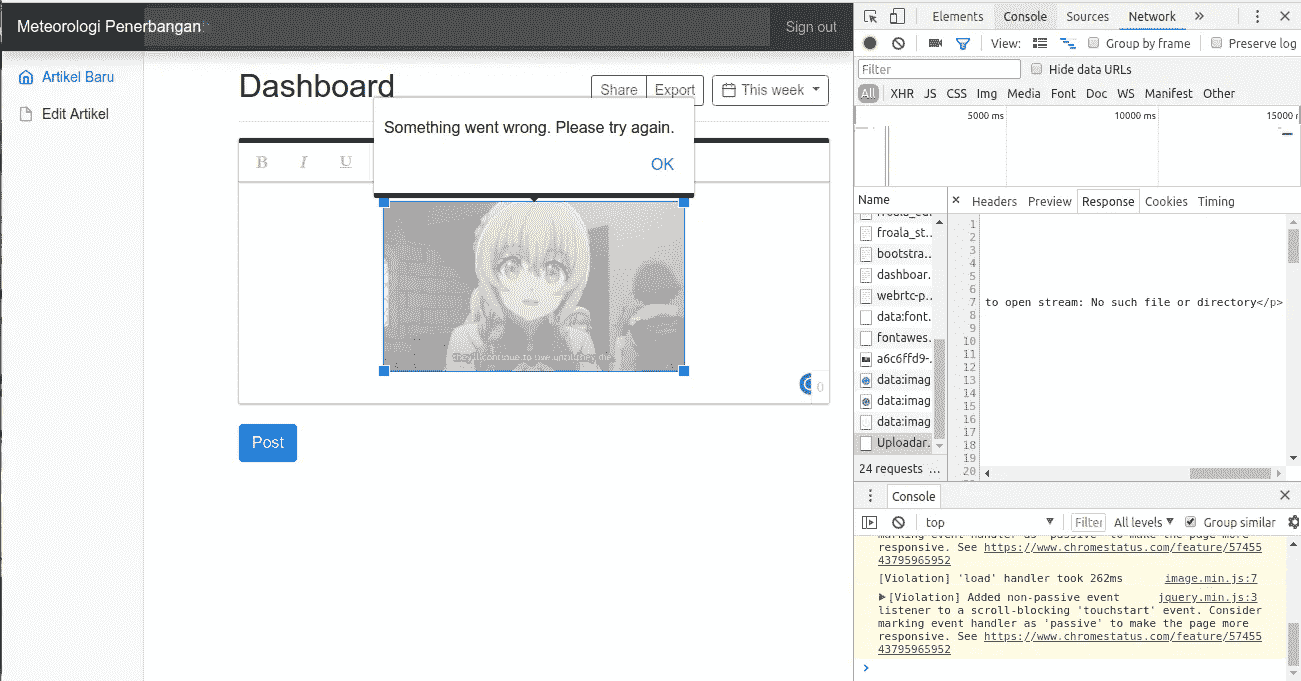 Meteorologi Penerbangan
Sign out
Artikel Baru
Edit Artikel
Dashboard
Share
Export
This week
Something went wrong. Please try again.
OK
B I U
they'll continue to live until they die
0
Post
Elements
Console
Sources
Network
View:
Group by frame
Preserve log
Filter
Hide data URLs
All XHR JS CSS Img Media Font Doc WS Manifest Other
5000 ms
10000 ms
15000
Name
froala_st..
bootstra..
dashboar.
webrtc-p..
data:font.
fontawes.
a6c6ffd9-.
data:imag
data:imag
data:imag
Uploadar.
24 requests ...
× Headers Preview Response Cookies Timing
1
2
3
4
5
6
7 to open stream: No such file or directory</p>
8
9
10
11
12
13
14
15
16
17
18
19
20
Console
top
Filter
All levels
Group similar
marking event handler as 'passive' to make the page more
responsive. See https://www.chromestatus.com/feature/57455
43795965952
[Violation] 'load' handler took 262ms image.min.js:7
[Violation] Added non-passive event jquery.min.js:3
listener to a scroll-blocking 'touchstart' event. Consider
marking event handler as 'passive' to make the page more
responsive. See https://www.chromestatus.com/feature/57455
43795965952